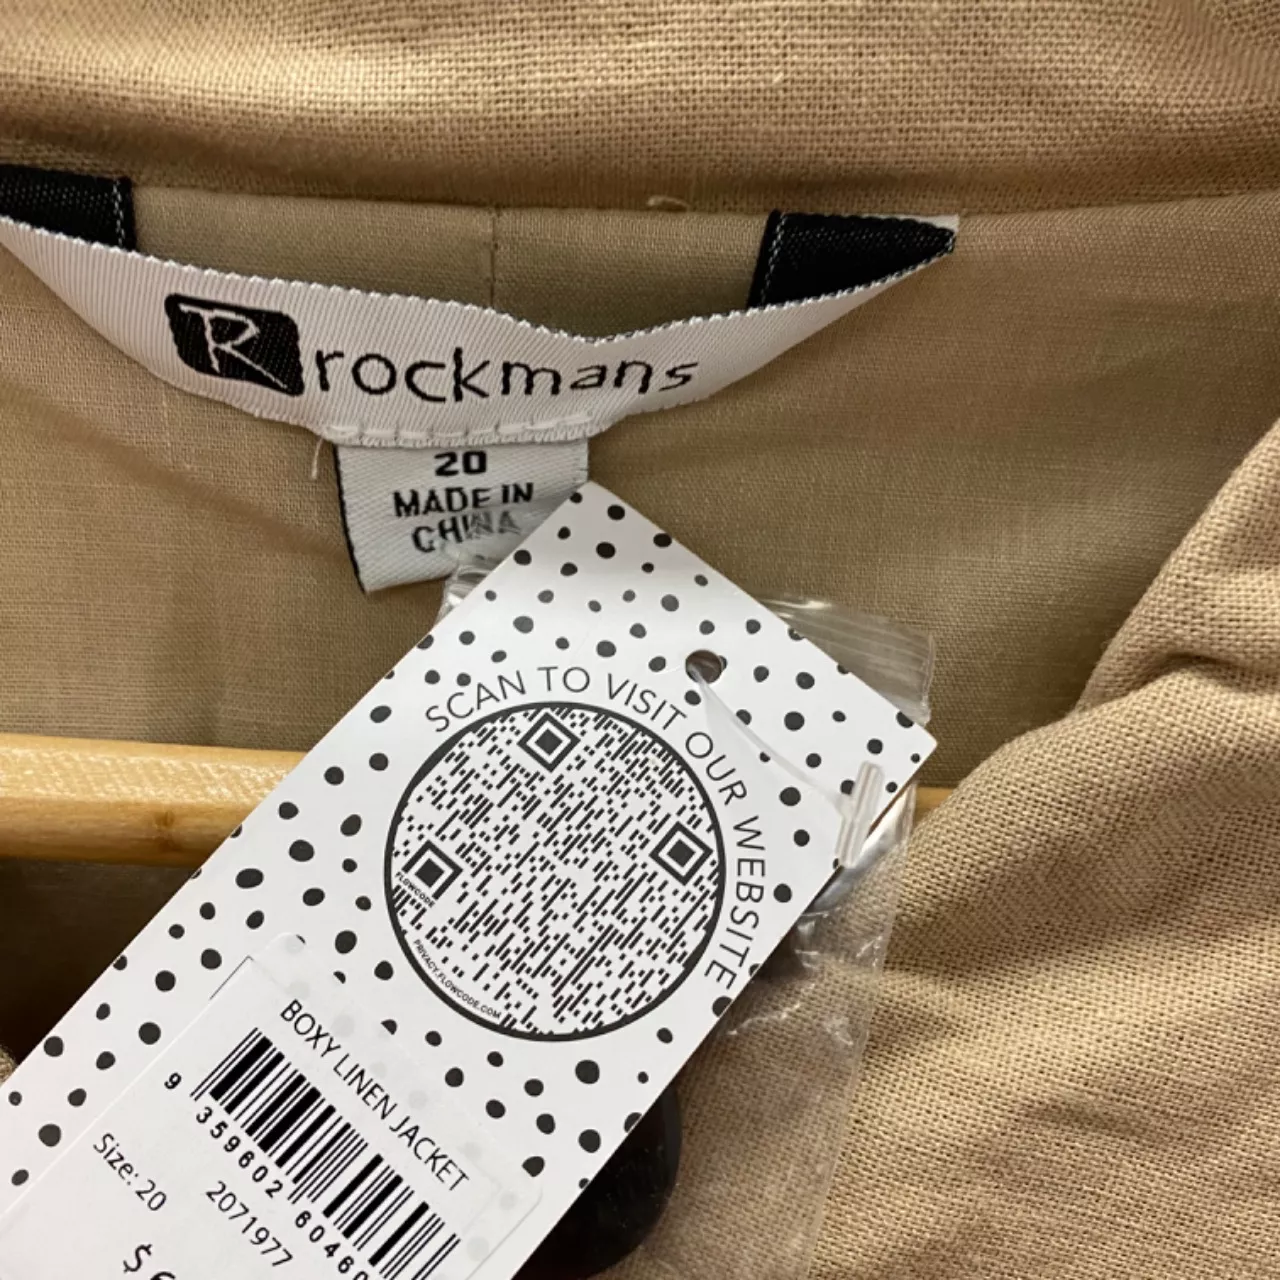 R rockmans
20
MADE IN
CHINA
SCAN TO VISIT OUR WEBSITE
FLOWCODE
PRIVACY.FLOWCODE.COM
BOXY LINEN JACKET
9 359602 60460
Size: 20
2071977
$